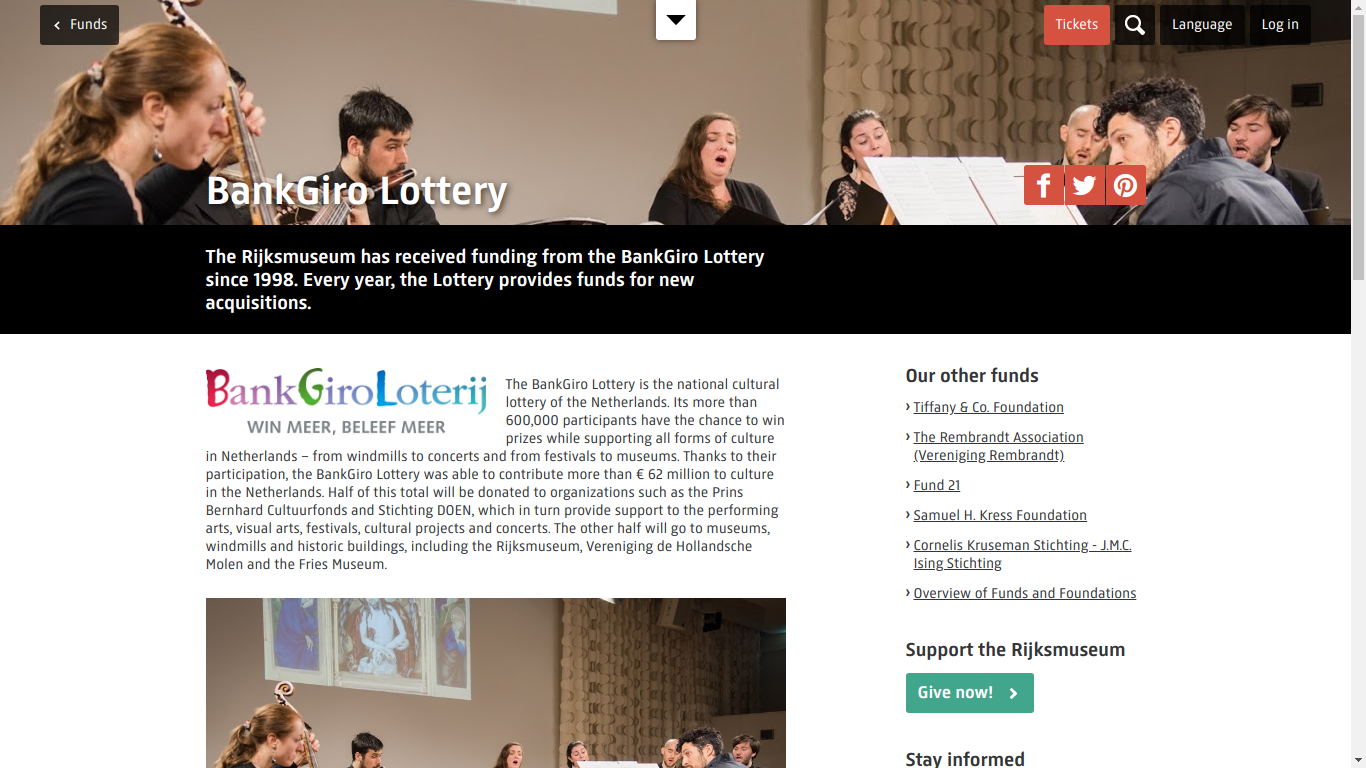 Funds
Tickets
Language
Log in
BankGiro Lottery
The Rijksmuseum has received funding from the BankGiro Lottery
since 1998. Every year, the Lottery provides funds for new
acquisitions.
BankGiroLoterij
WIN MEER, BELEEF MEER
The BankGiro Lottery is the national cultural
lottery of the Netherlands. Its more than
600,000 participants have the chance to win
prizes while supporting all forms of culture
in Netherlands – from windmills to concerts and from festivals to museums. Thanks to their
participation, the BankGiro Lottery was able to contribute more than € 62 million to culture
in the Netherlands. Half of this total will be donated to organizations such as the Prins
Bernhard Cultuurfonds and Stichting DOEN, which in turn provide support to the performing
arts, visual arts, festivals, cultural projects and concerts. The other half will go to museums,
windmills and historic buildings, including the Rijksmuseum, Vereniging de Hollandsche
Molen and the Fries Museum.
Our other funds
Tiffany & Co. Foundation
The Rembrandt Association
(Vereniging Rembrandt)
Fund 21
Samuel H. Kress Foundation
Cornelis Kruseman Stichting - J.M.C.
Ising Stichting
Overview of Funds and Foundations
Support the Rijksmuseum
Give now!
Stay informed